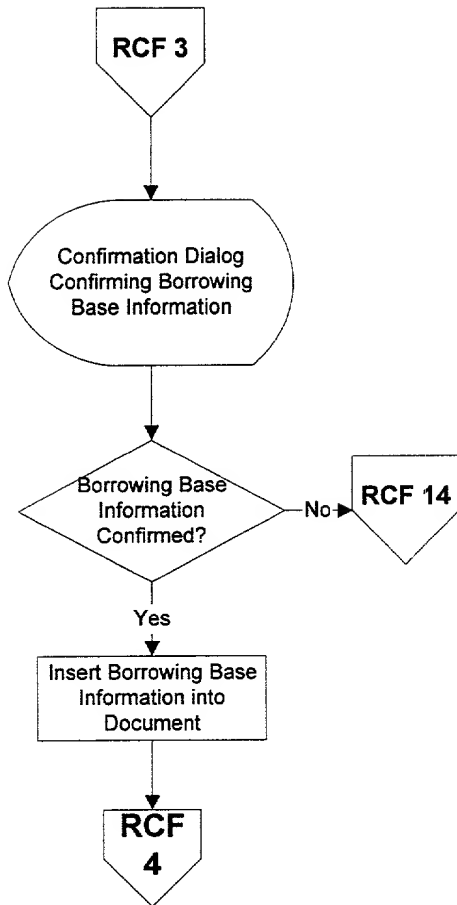 RCF 3
Confirmation Dialog
Confirming Borrowing
Base Information
Borrowing Base
Information
Confirmed?
No
RCF 14
Yes
Insert Borrowing Base
Information into
Document
RCF
4